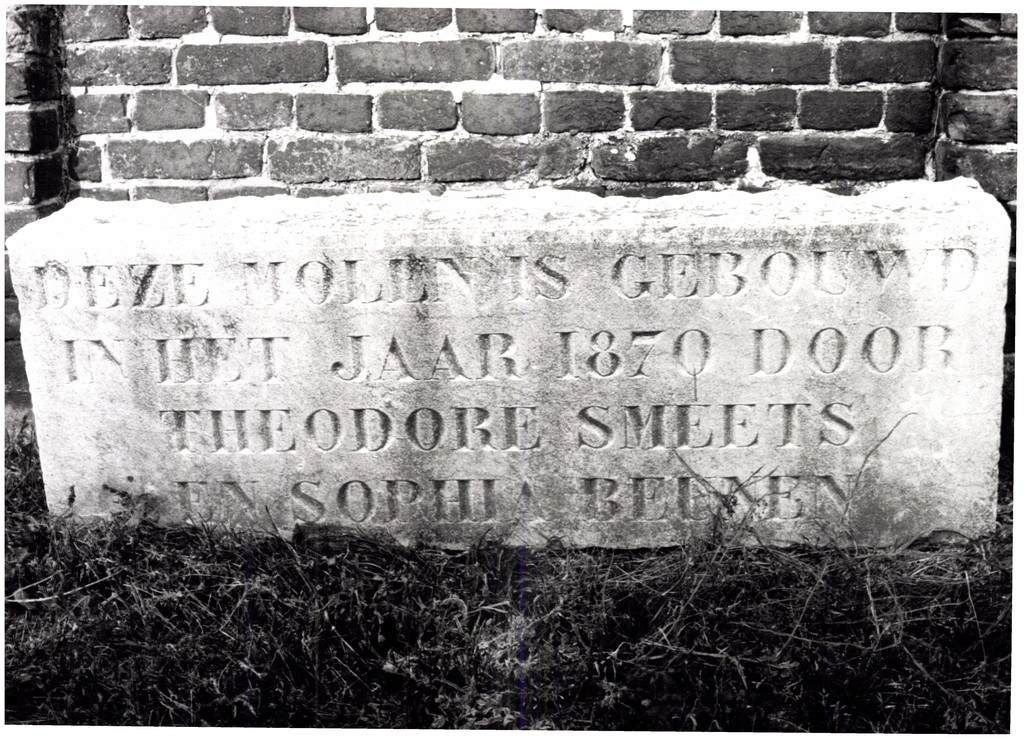 DEZE MOLEN IS GEBOUWD
IN HET JAAR 1870 DOOR
THEODORE SMEETS
EN SOPHIA BEUNEN